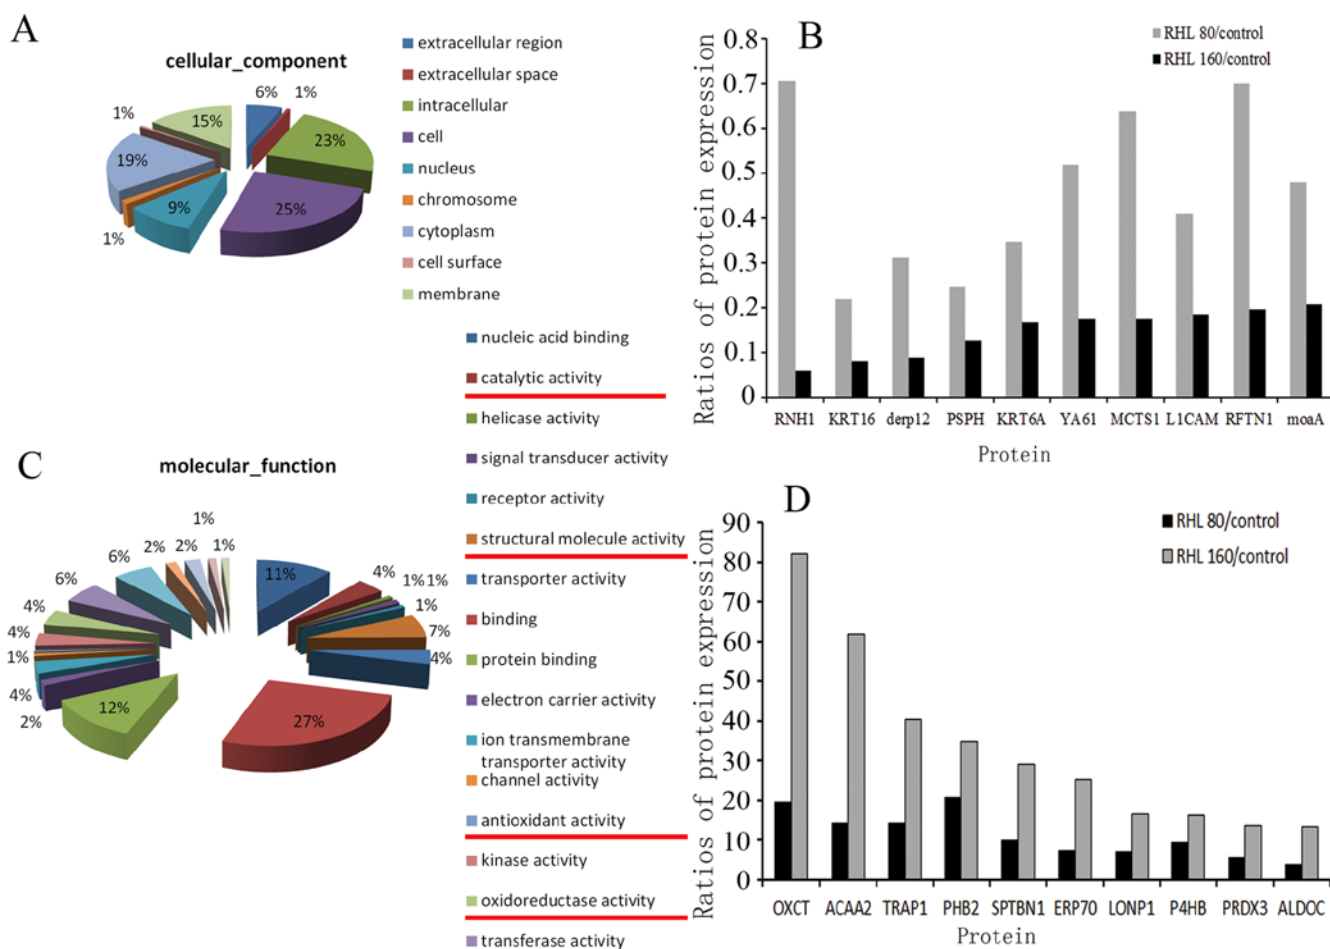 A
cellular_component
6%
1%
23%
25%
9%
1%
19%
1%
15%
extracellular region
extracellular space
intracellular
cell
nucleus
chromosome
cytoplasm
cell surface
membrane
B
RHL 80/control
RHL 160/control
Ratios of protein expression
0.8
0.7
0.6
0.5
0.4
0.3
0.2
0.1
0
RNH1 KRT16 derp12 PSPH KRT6A YA61 MCTS1 L1CAM RFTN1 moaA
Protein
C
molecular_function
11%
4%
1%
1%
1%
7%
4%
27%
12%
2%
4%
1%
4%
4%
6%
6%
2%
2%
1%
1%
nucleic acid binding
catalytic activity
helicase activity
signal transducer activity
receptor activity
structural molecule activity
transporter activity
binding
protein binding
electron carrier activity
ion transmembrane
transporter activity
channel activity
antioxidant activity
kinase activity
oxidoreductase activity
transferase activity
D
RHL 80/control
RHL 160/control
Ratios of protein expression
90
80
70
60
50
40
30
20
10
0
OXCT ACAA2 TRAP1 PHB2 SPTBN1 ERP70 LONP1 P4HB PRDX3 ALDOC
Protein